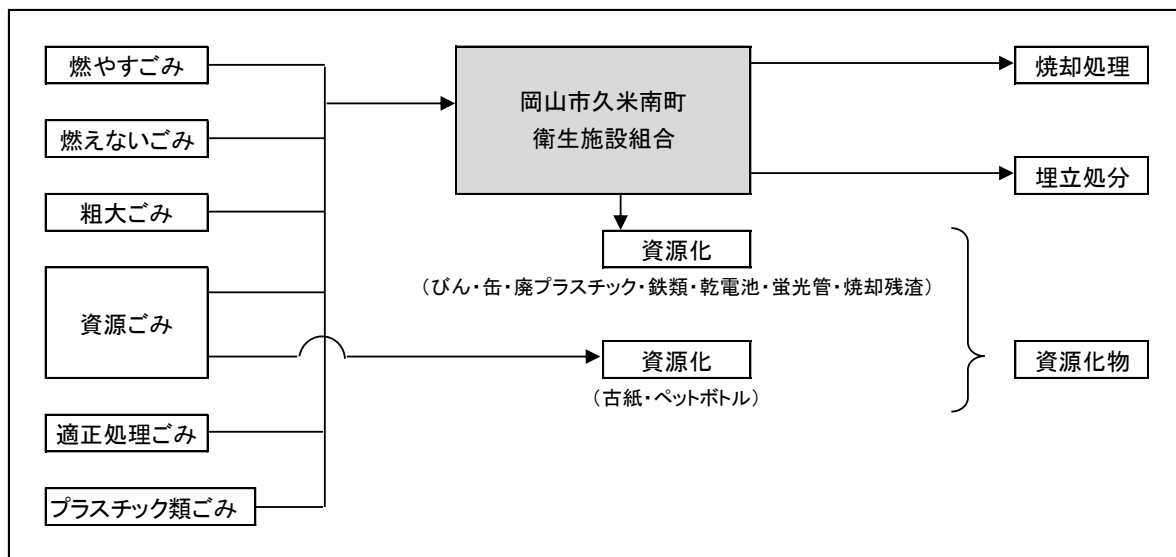 燃やすごみ
燃えないごみ
粗大ごみ
資源ごみ
適正処理ごみ
プラスチック類ごみ
岡山市久米南町
衛生施設組合
資源化
（びん・缶・廃プラスチック・鉄類・乾電池・蛍光管・焼却残渣）
資源化
（古紙・ペットボトル）
焼却処理
埋立処分
資源化物